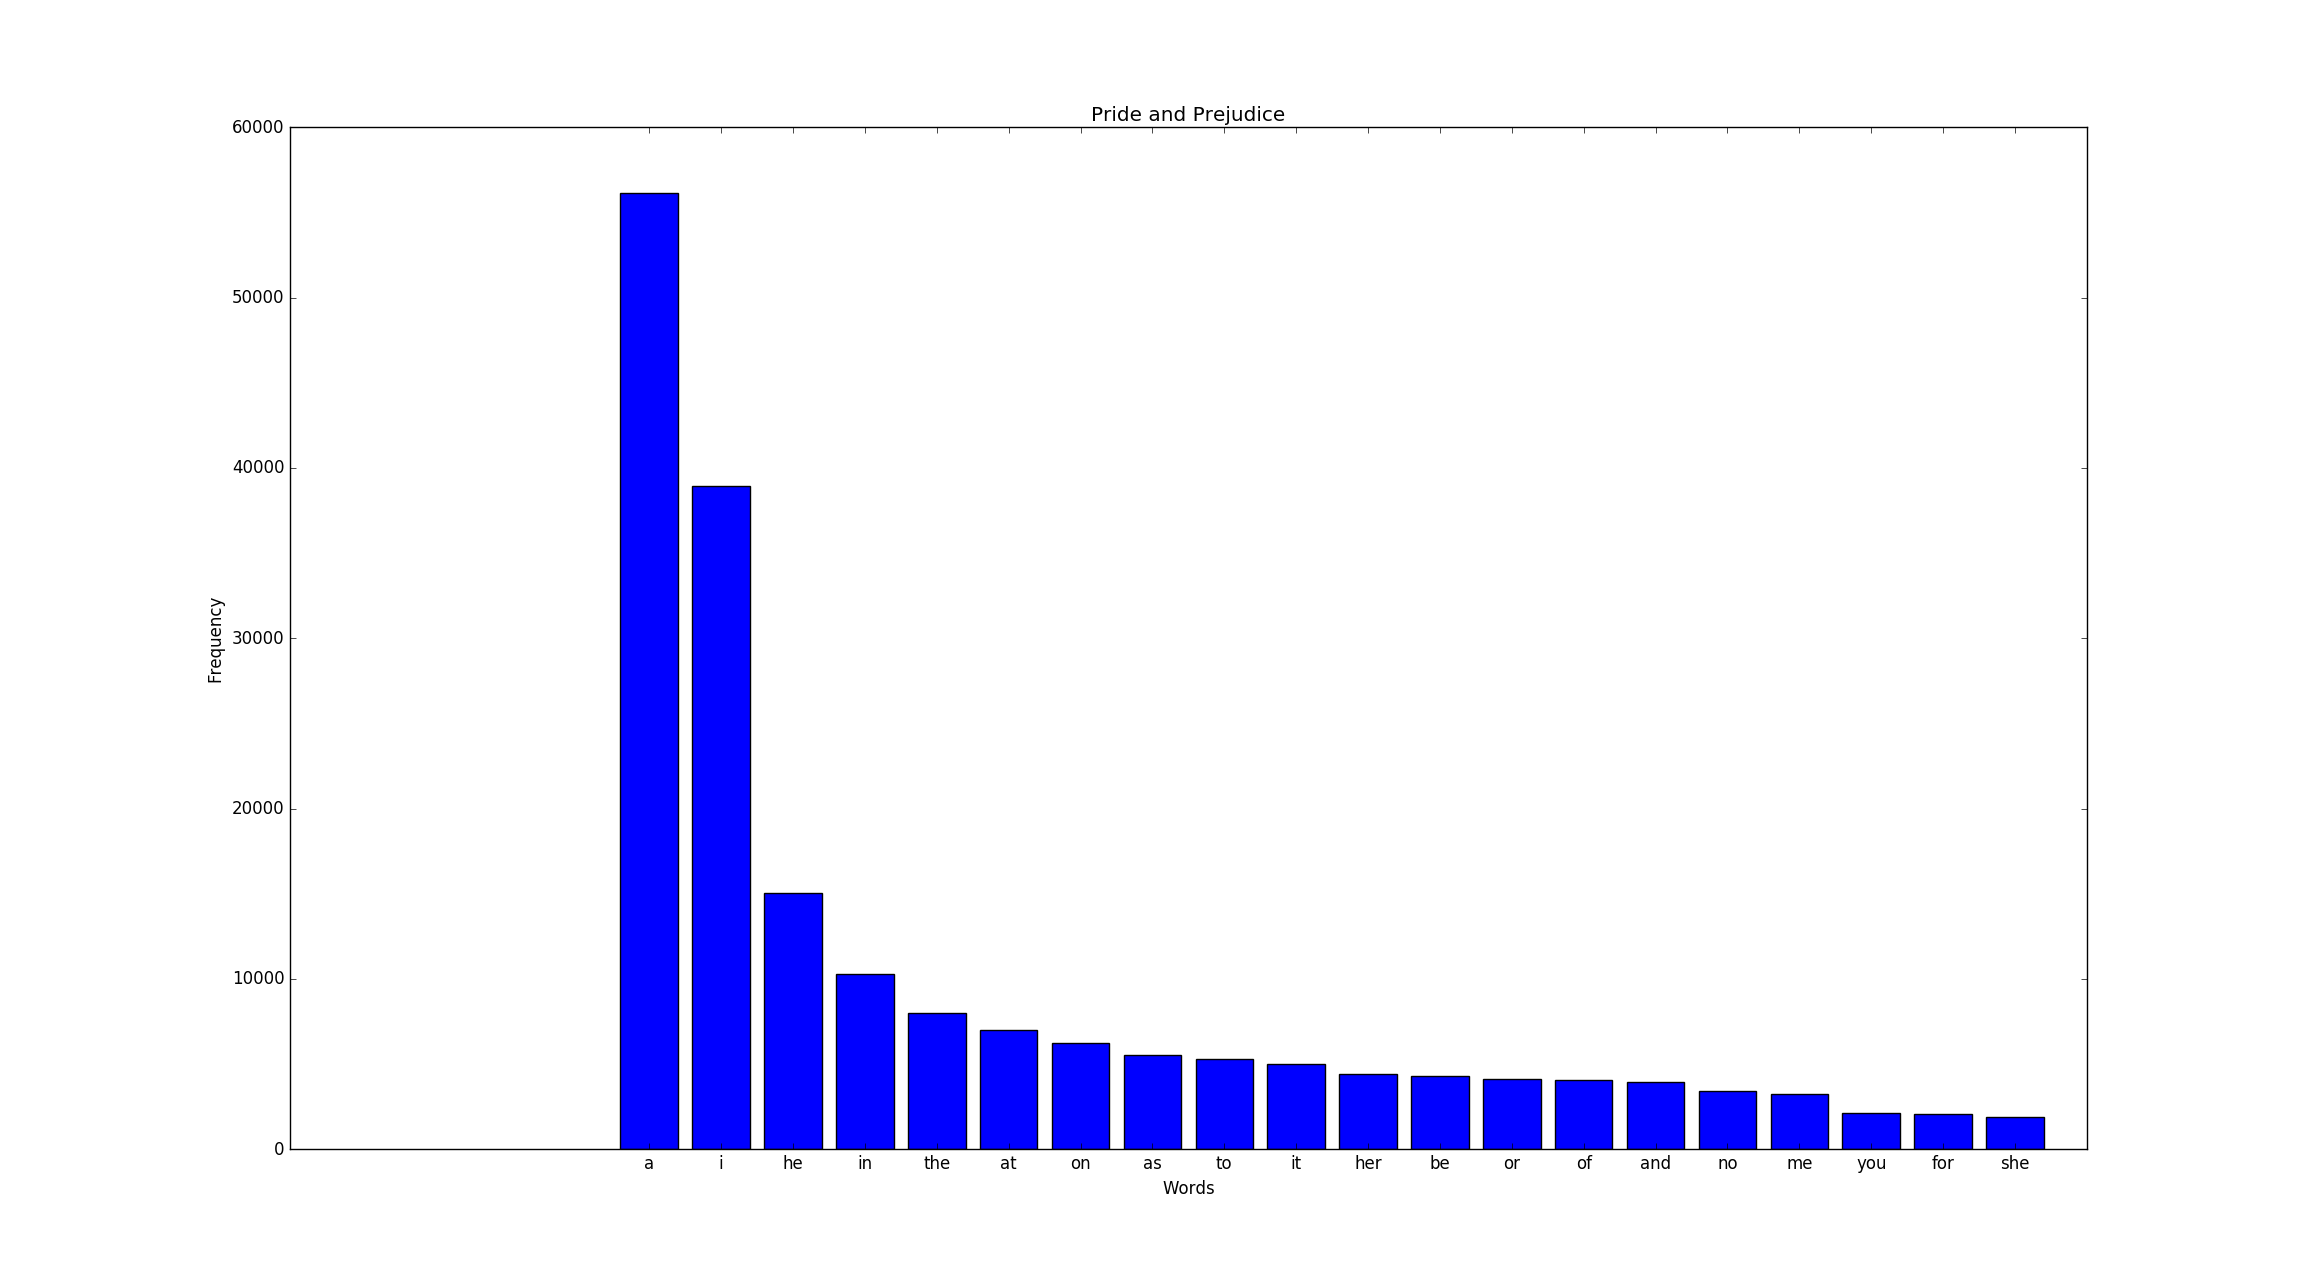 Pride and Prejudice
60000
50000
40000
30000
20000
10000
0
Frequency
a i he in the at on as to it her be or of and no me you for she
Words